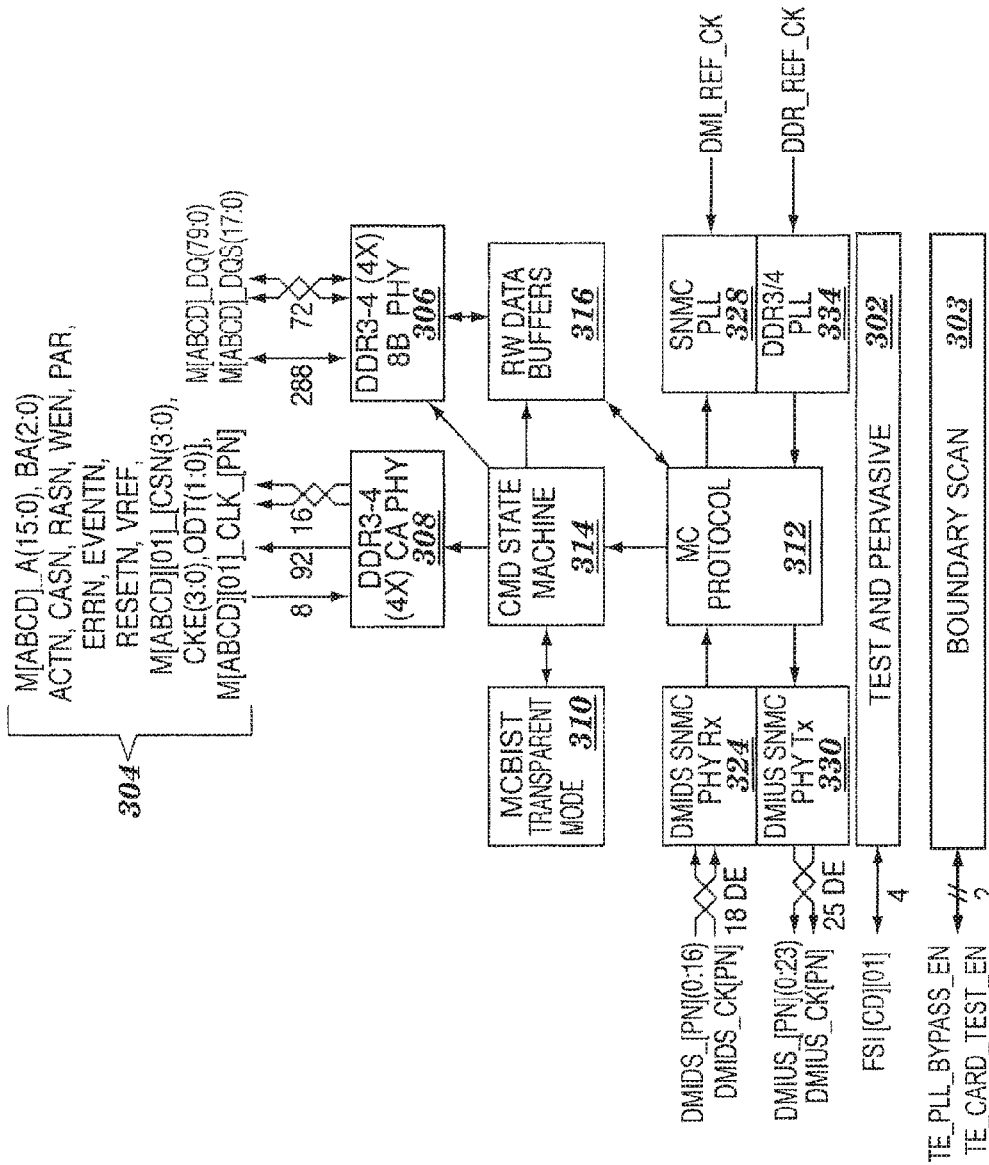 M[ABCD]_A(15:0), BA(2:0)
ACTN, CASN, RASN, WEN, PAR,
ERRN, EVENTN,
RESETN, VREF,
M[ABCD][01]_[CSN(3:0),
CKE(3:0), ODT(1:0)],
M[ABCD][01]_CLK_[PN]
304
M[ABCD]_DQ(79:0)
M[ABCD]_DQS(17:0)
8
92
16
288
72
DDR3-4
(4X) CA PHY
308
DDR3-4 (4X)
8B PHY
306
MCBIST
TRANSPARENT
MODE
310
CMD STATE
MACHINE
314
RW DATA
BUFFERS
316
DMIDS_[PN](0:16)
DMIDS_CK[PN]
18 DE
DMIUS_[PN](0:23)
DMIUS_CK[PN]
25 DE
DMIDS SNMC
PHY Rx
324
DMIUS SNMC
PHY Tx
330
MC
PROTOCOL
312
SNMC
PLL
328
DDR3/4
PLL
334
DMI_REF_CK
DDR_REF_CK
FSI [CD][01]
4
TEST AND PERVASIVE
302
TE_PLL_BYPASS_EN
TE_CARD_TEST_EN
?
BOUNDARY SCAN
303